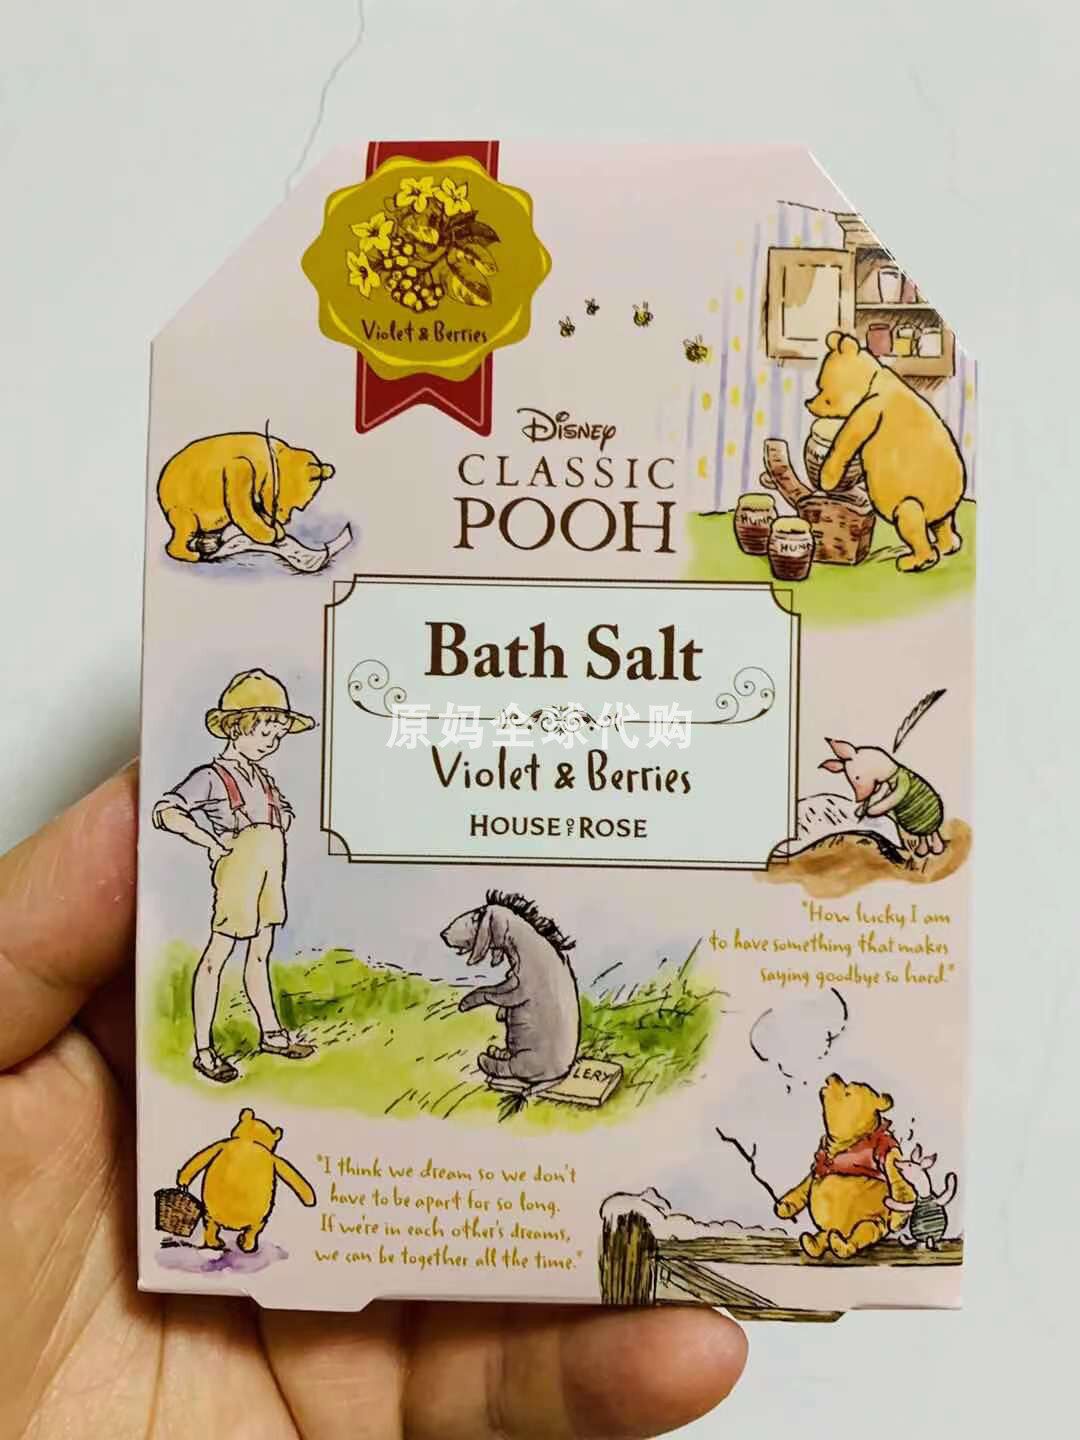 Violet & Berries
Disney
CLASSIC
POOH
HUNN
HUNN
Bath Salt
原妈全球代购
Violet & Berries
HOUSE OF ROSE
"How lucky I am
to have something that makes
saying goodbye so hard."
LERY
"I think we dream so we don't
have to be apart for so long.
If we're in each other's dreams,
we can be together all the time."